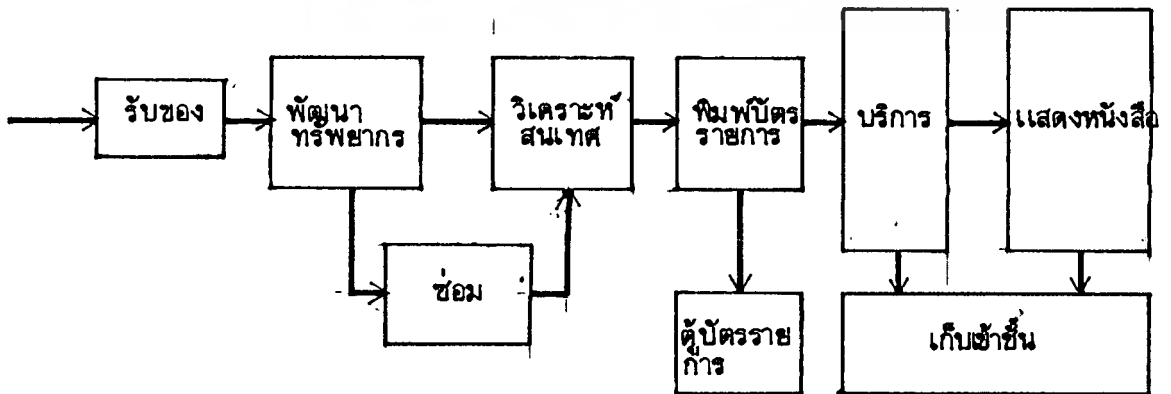 รับของ
พัฒนา
ทรัพยากร
วิเคราะห์
สนเทศ
พิมพ์บัตร
รายการ
บริการ
แสดงหนังสือ
ซ่อม
ตู้บัตรราย
การ
เก็บเข้าชั้น